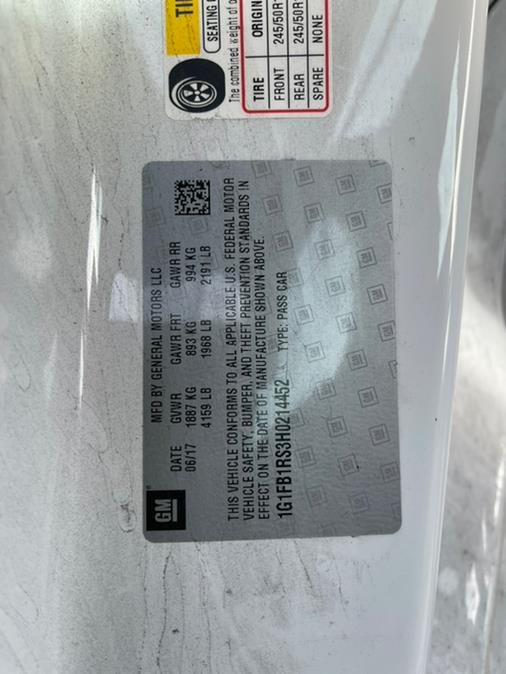 GM
MFD BY GENERAL MOTORS LLC
DATE GVWR GAWR FRT GAWR RR
06/17 1887 KG 893 KG 994 KG
4159 LB 1968 LB 2191 LB
THIS VEHICLE CONFORMS TO ALL APPLICABLE U.S. FEDERAL MOTOR
VEHICLE SAFETY, BUMPER, AND THEFT PREVENTION STANDARDS IN
EFFECT ON THE DATE OF MANUFACTURE SHOWN ABOVE.
1G1FB1RS3H0214452 TYPE: PASS CAR
SEATING
The combined weight of
TIRE ORIGIN
FRONT 245/50R
REAR 245/50R
SPARE NONE